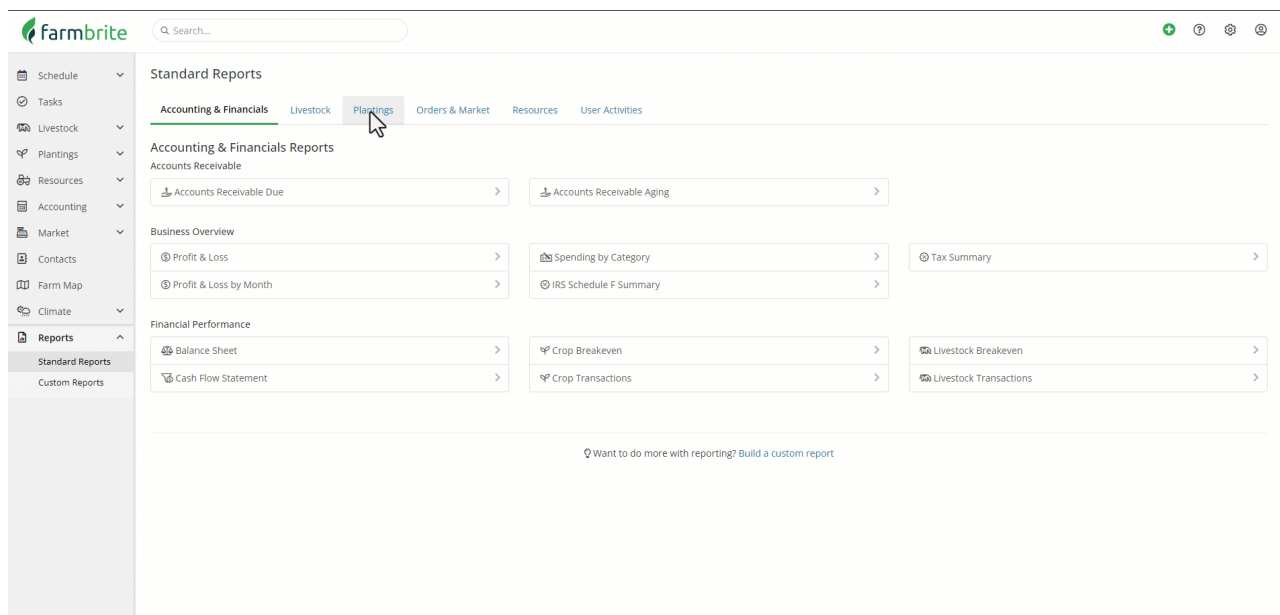 farmbrite
Search...
Schedule
Tasks
Livestock
Plantings
Resources
Accounting
Market
Contacts
Farm Map
Climate
Reports
Standard Reports
Custom Reports
Standard Reports
Accounting & Financials Livestock Plantings Orders & Market Resources User Activities
Accounting & Financials Reports
Accounts Receivable
Accounts Receivable Due Accounts Receivable Aging
Business Overview
Profit & Loss Spending by Category Tax Summary
Profit & Loss by Month IRS Schedule F Summary
Financial Performance
Balance Sheet Crop Breakeven Livestock Breakeven
Cash Flow Statement Crop Transactions Livestock Transactions
Want to do more with reporting? Build a custom report